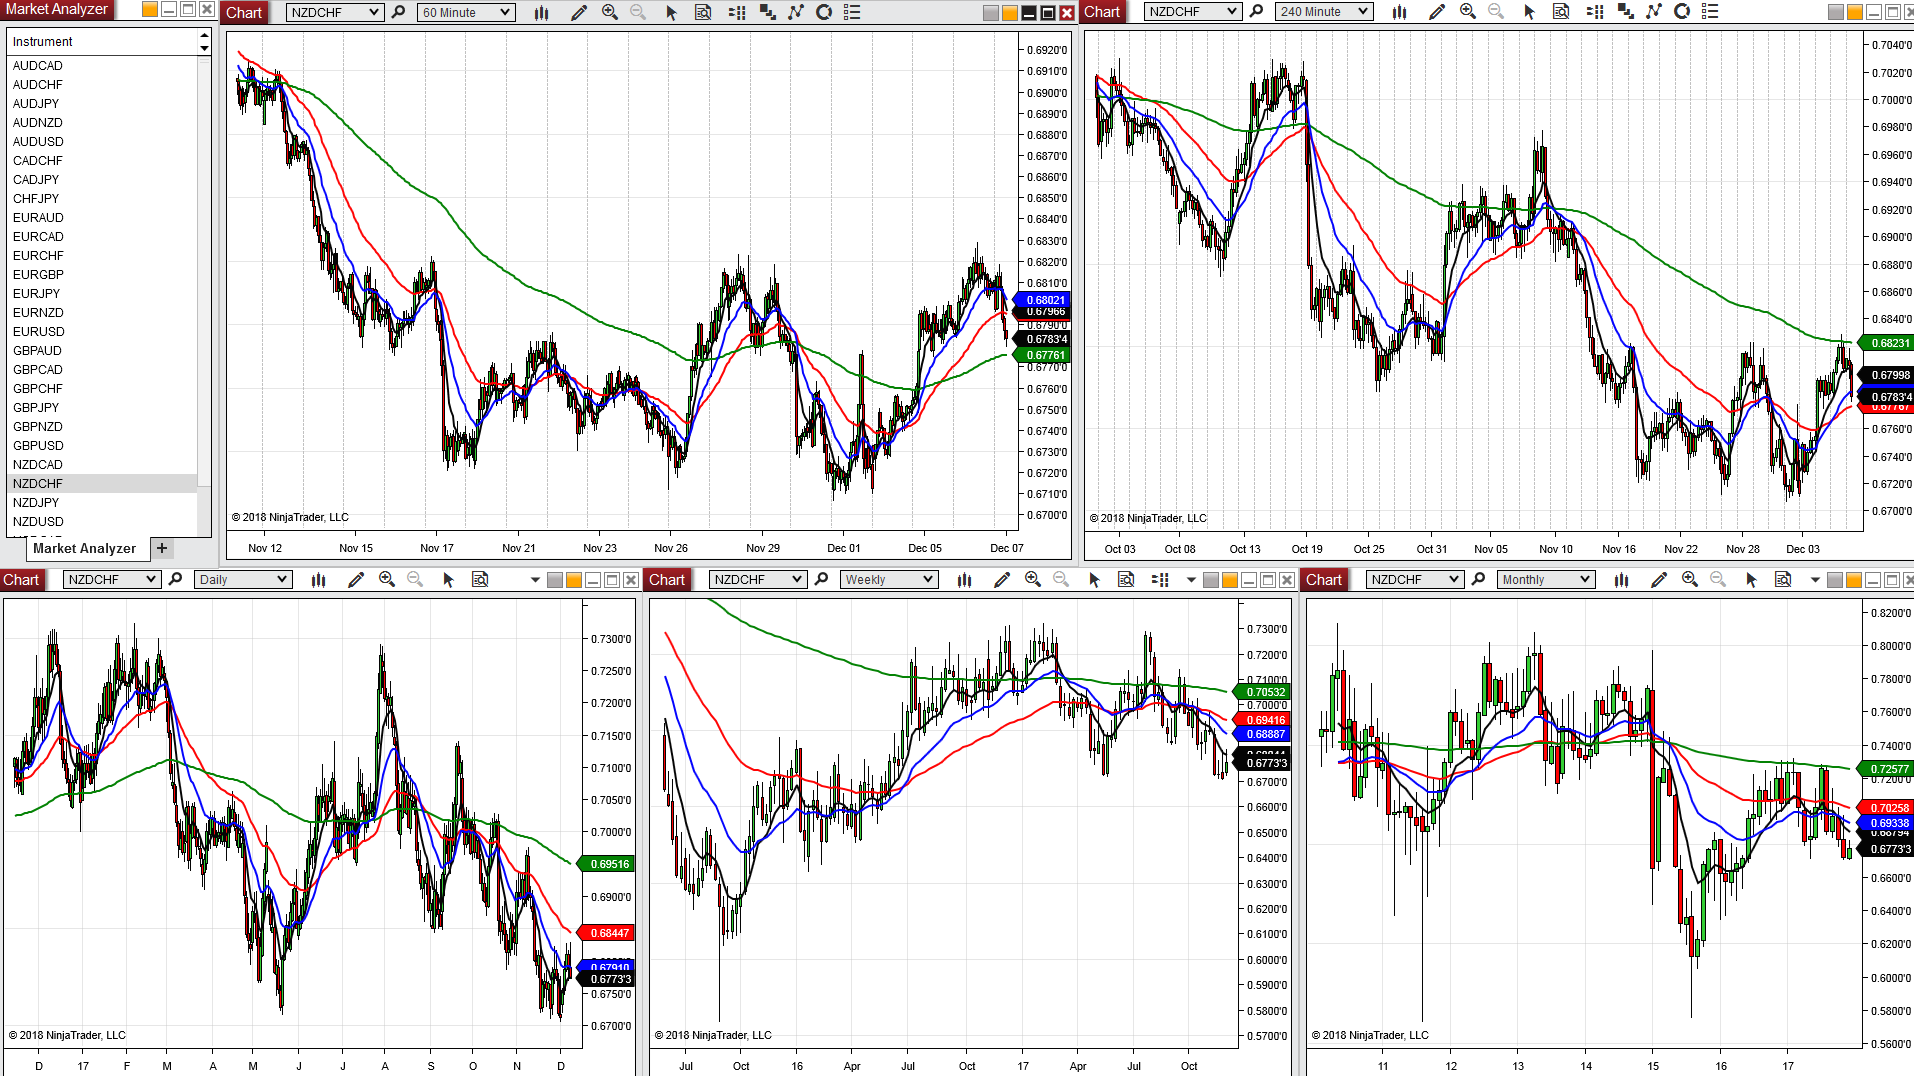 Market Analyzer
Instrument
AUDCAD
AUDCHF
AUDJPY
AUDNZD
AUDUSD
CADCHF
CADJPY
CHFJPY
EURAUD
EURCAD
EURCHF
EURGBP
EURJPY
EURNZD
EURUSD
GBPAUD
GBPCAD
GBPCHF
GBPJPY
GBPNZD
GBPUSD
NZDCAD
NZDCHF
NZDJPY
NZDUSD
Market Analyzer +
Chart NZDCHF 60 Minute
0.6920'0
0.6910'0
0.6900'0
0.6890'0
0.6880'0
0.6870'0
0.6860'0
0.6850'0
0.6840'0
0.6830'0
0.6820'0
0.6810'0
0.68021
0.67966
0.6790'0
0.6783'4
0.67761
0.6770'0
0.6760'0
0.6750'0
0.6740'0
0.6730'0
0.6720'0
0.6710'0
0.6700'0
© 2018 NinjaTrader, LLC
Nov 12 Nov 15 Nov 17 Nov 21 Nov 23 Nov 26 Nov 29 Dec 01 Dec 05 Dec 07
Chart NZDCHF 240 Minute
0.7040'0
0.7020'0
0.7000'0
0.6980'0
0.6960'0
0.6940'0
0.6920'0
0.6900'0
0.6880'0
0.6860'0
0.6840'0
0.68231
0.67998
0.6783'4
0.67767
0.6760'0
0.6740'0
0.6720'0
0.6700'0
© 2018 NinjaTrader, LLC
Oct 03 Oct 08 Oct 13 Oct 19 Oct 25 Oct 31 Nov 05 Nov 10 Nov 16 Nov 22 Nov 28 Dec 03
Chart NZDCHF Daily
0.7300'0
0.7250'0
0.7200'0
0.7150'0
0.7100'0
0.7050'0
0.7000'0
0.69516
0.6900'0
0.68447
0.67910
0.6773'3
0.6750'0
0.6700'0
© 2018 NinjaTrader, LLC
D 17 F M A M J J A S O N D
Chart NZDCHF Weekly
0.7300'0
0.7200'0
0.7100'0
0.70532
0.7000'0
0.69416
0.68887
0.6773'3
0.6700'0
0.6600'0
0.6500'0
0.6400'0
0.6300'0
0.6200'0
0.6100'0
0.6000'0
0.5900'0
0.5800'0
0.5700'0
© 2018 NinjaTrader, LLC
Jul Oct 16 Apr Jul Oct 17 Apr Jul Oct
Chart NZDCHF Monthly
0.8200'0
0.8000'0
0.7800'0
0.7600'0
0.7400'0
0.72577
0.7200'0
0.70258
0.69338
0.68794
0.6773'3
0.6600'0
0.6400'0
0.6200'0
0.6000'0
0.5800'0
0.5600'0
© 2018 NinjaTrader, LLC
11 12 13 14 15 16 17